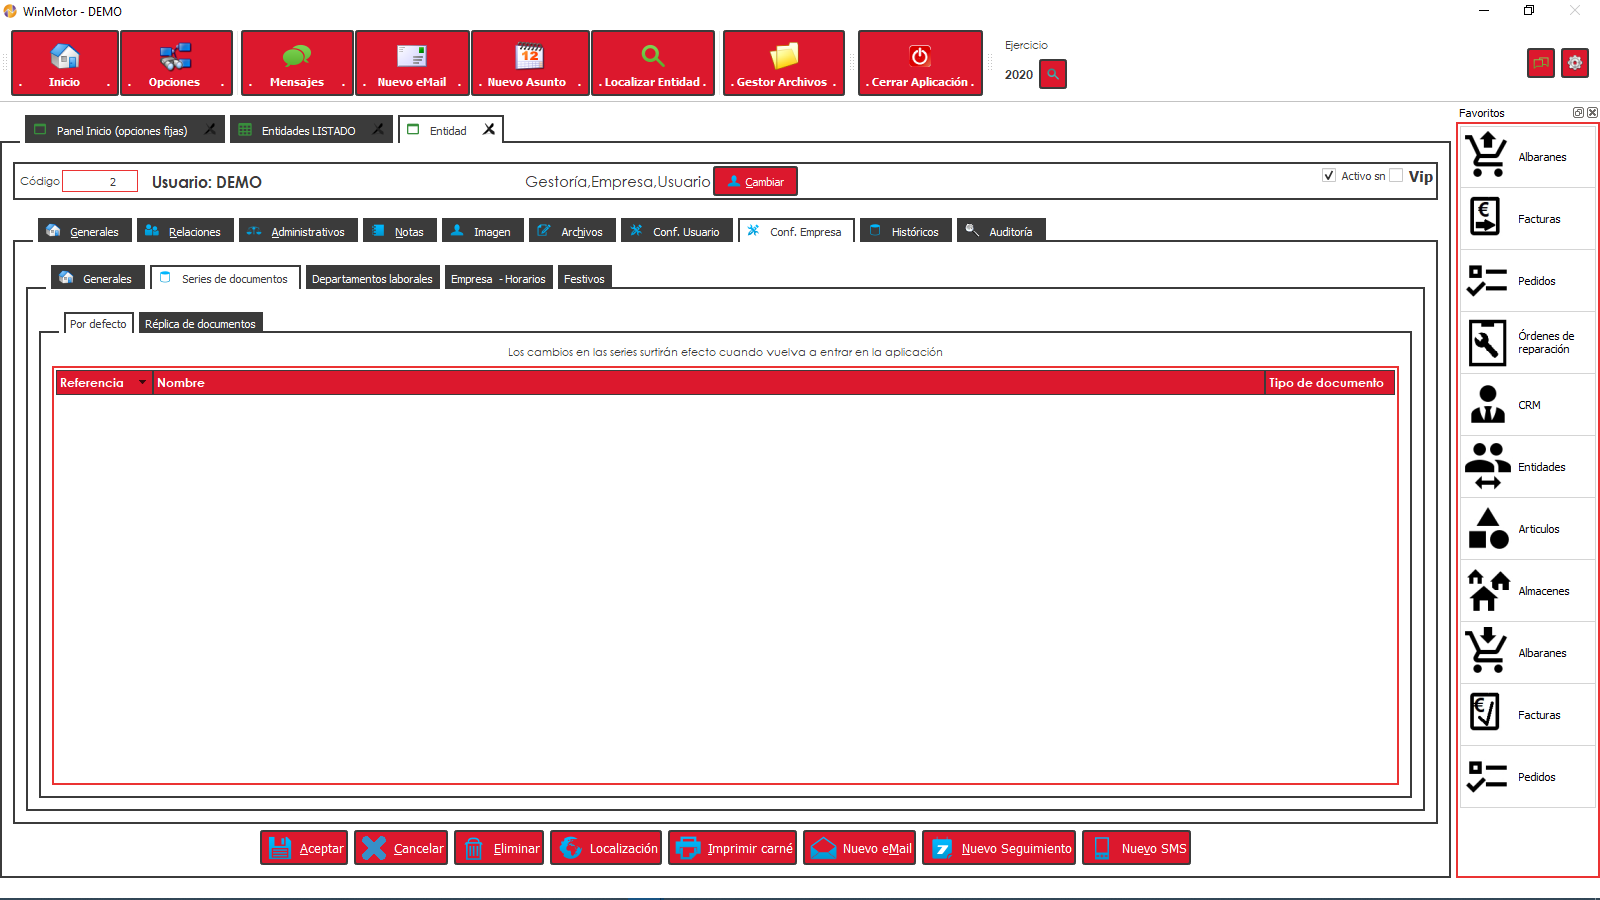 WinMotor - DEMO
. Inicio .
. Opciones .
. Mensajes .
. Nuevo eMail .
. Nuevo Asunto .
. Localizar Entidad .
. Gestor Archivos .
. Cerrar Aplicación .
Ejercicio
2020
Panel Inicio (opciones fijas)
Entidades LISTADO
Entidad
Código 2 Usuario: DEMO Gestoría,Empresa,Usuario Cambiar Activo sn Vip
Generales Relaciones Administrativos Notas Imagen Archivos Conf. Usuario Conf. Empresa Históricos Auditoría
Generales Series de documentos Departamentos laborales Empresa - Horarios Festivos
Por defecto Réplica de documentos
Los cambios en las series surtirán efecto cuando vuelva a entrar en la aplicación
Referencia Nombre Tipo de documento
Aceptar Cancelar Eliminar Localización Imprimir carné Nuevo eMail Nuevo Seguimiento Nuevo SMS
Favoritos
Albaranes
Facturas
Pedidos
Órdenes de
reparación
CRM
Entidades
Articulos
Almacenes
Albaranes
Facturas
Pedidos